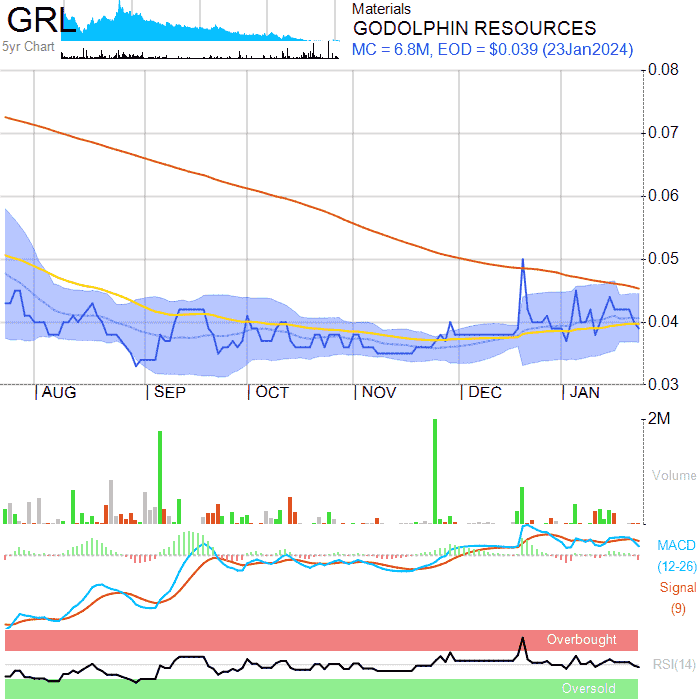 GRL
5yr Chart
Materials
GODOLPHIN RESOURCES
MC = 6.8M, EOD = $0.039 (23Jan2024)
0.08
0.07
0.06
0.05
0.04
0.03
AUG SEP OCT NOV DEC JAN
2M
Volume
MACD
(12-26)
Signal
(9)
Overbought
RSI(14)
Oversold